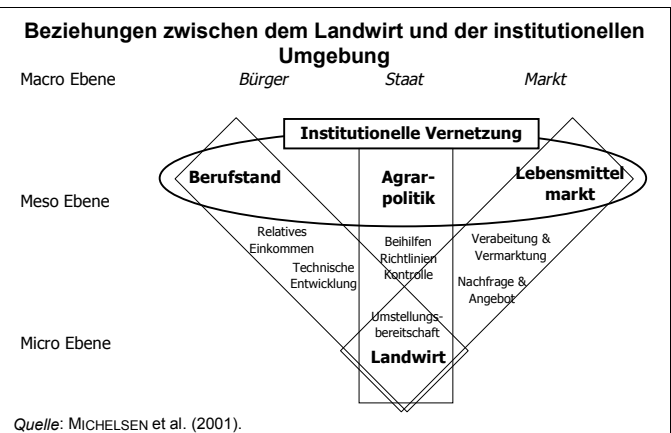 Beziehungen zwischen dem Landwirt und der institutionellen
Umgebung
Macro Ebene Bürger Staat Markt
Institutionelle Vernetzung
Meso Ebene
Berufstand
Agrar-
politik
Lebensmittel
markt
Relatives
Einkommen
Technische
Entwicklung
Beihilfen
Richtlinien
Kontrolle
Verabeitung &
Vermarktung
Nachfrage &
Angebot
Micro Ebene
Umstellungs-
bereitschaft
Landwirt
Quelle: MICHELSEN et al. (2001).